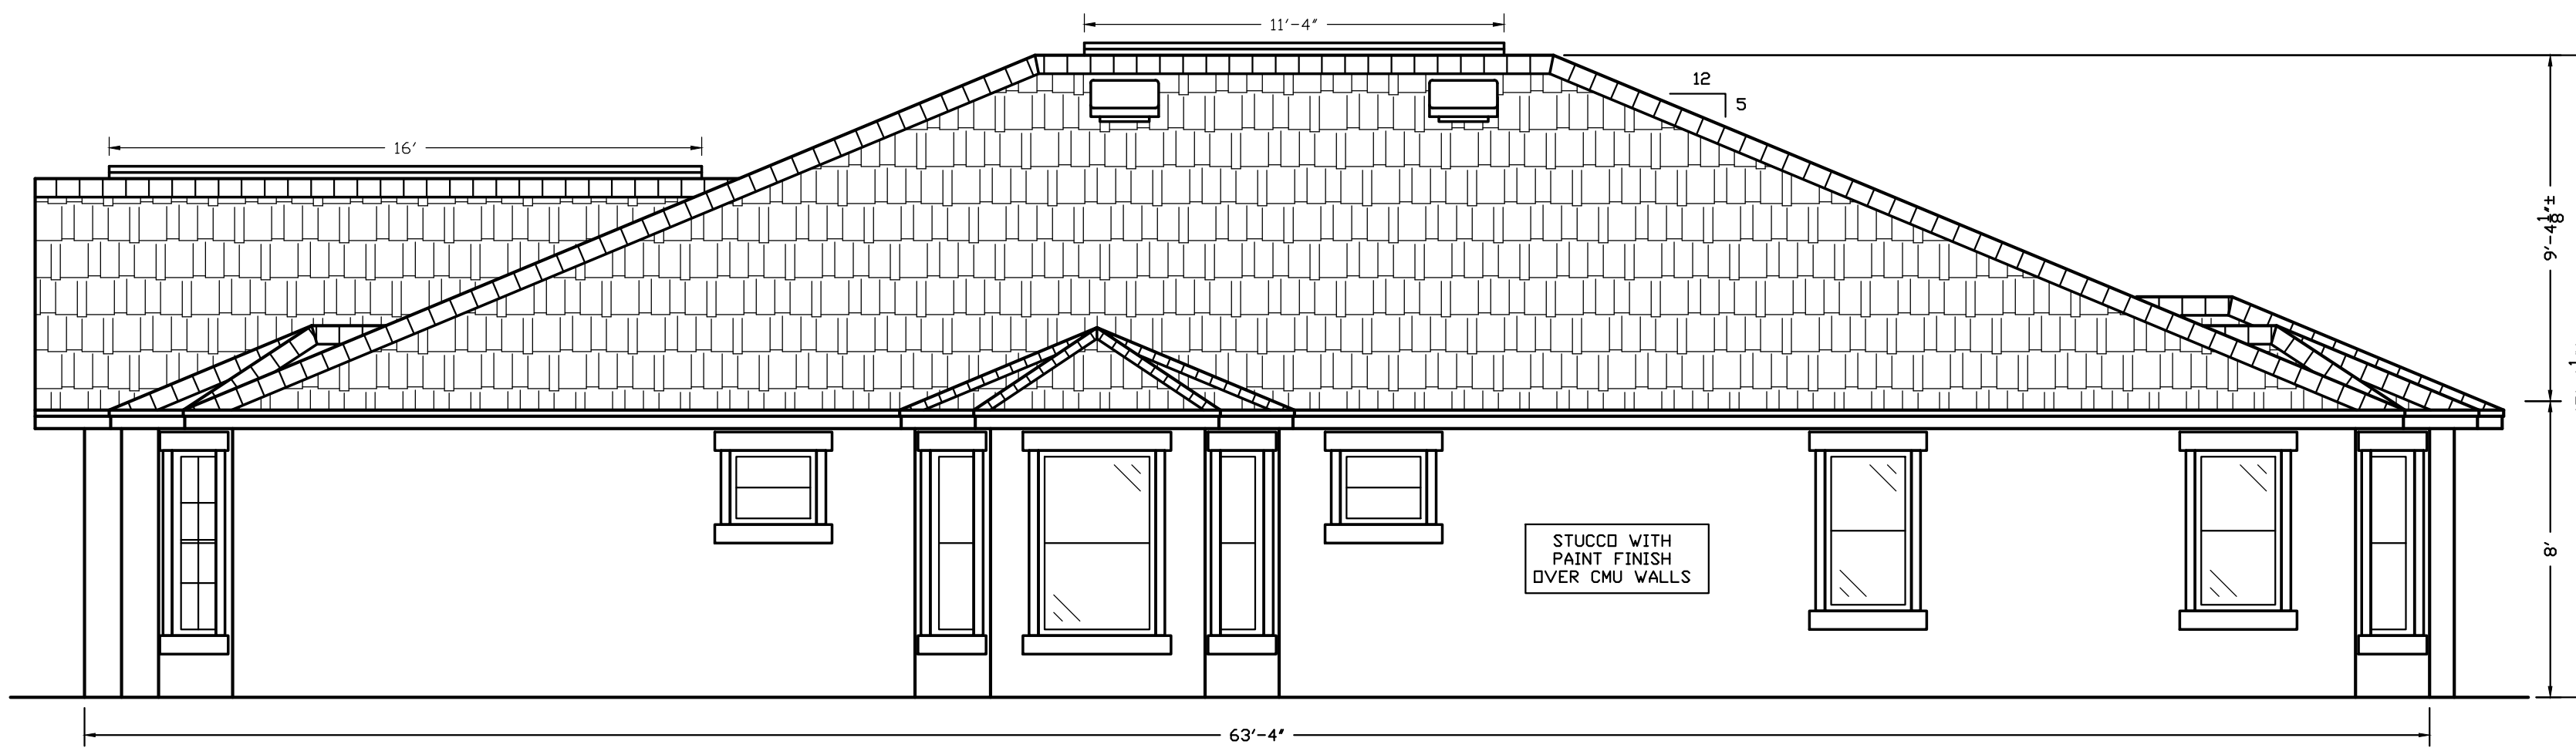 11'-4"
12
5
16'
9'-4 1/8"±
STUCCO WITH
PAINT FINISH
OVER CMU WALLS
8'
63'-4"